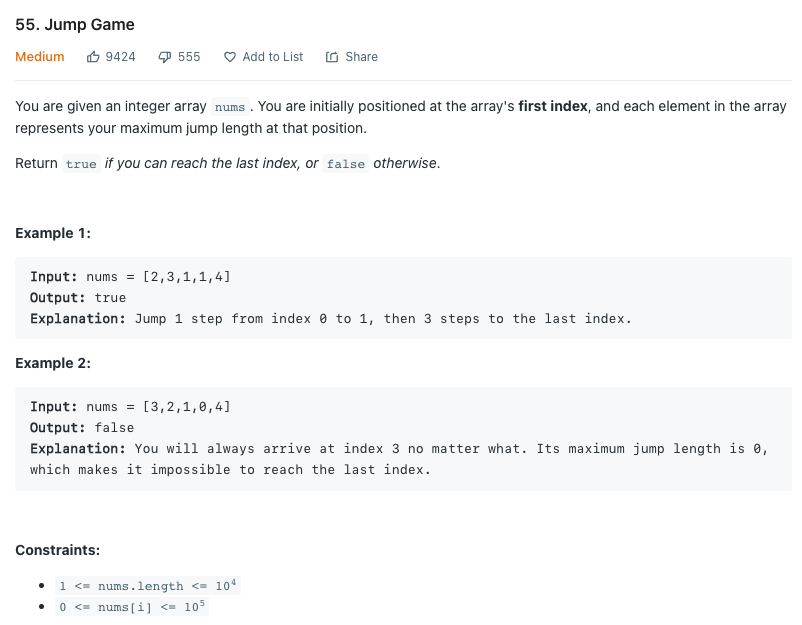 55. Jump Game
Medium 9424 555 Add to List Share
You are given an integer array nums . You are initially positioned at the array's first index, and each element in the array
represents your maximum jump length at that position.
Return true if you can reach the last index, or false otherwise.
Example 1:
Input: nums = [2,3,1,1,4]
Output: true
Explanation: Jump 1 step from index 0 to 1, then 3 steps to the last index.
Example 2:
Input: nums = [3,2,1,0,4]
Output: false
Explanation: You will always arrive at index 3 no matter what. Its maximum jump length is 0,
which makes it impossible to reach the last index.
Constraints:
• 1 <= nums.length <= 10⁴
• 0 <= nums[i] <= 10⁵